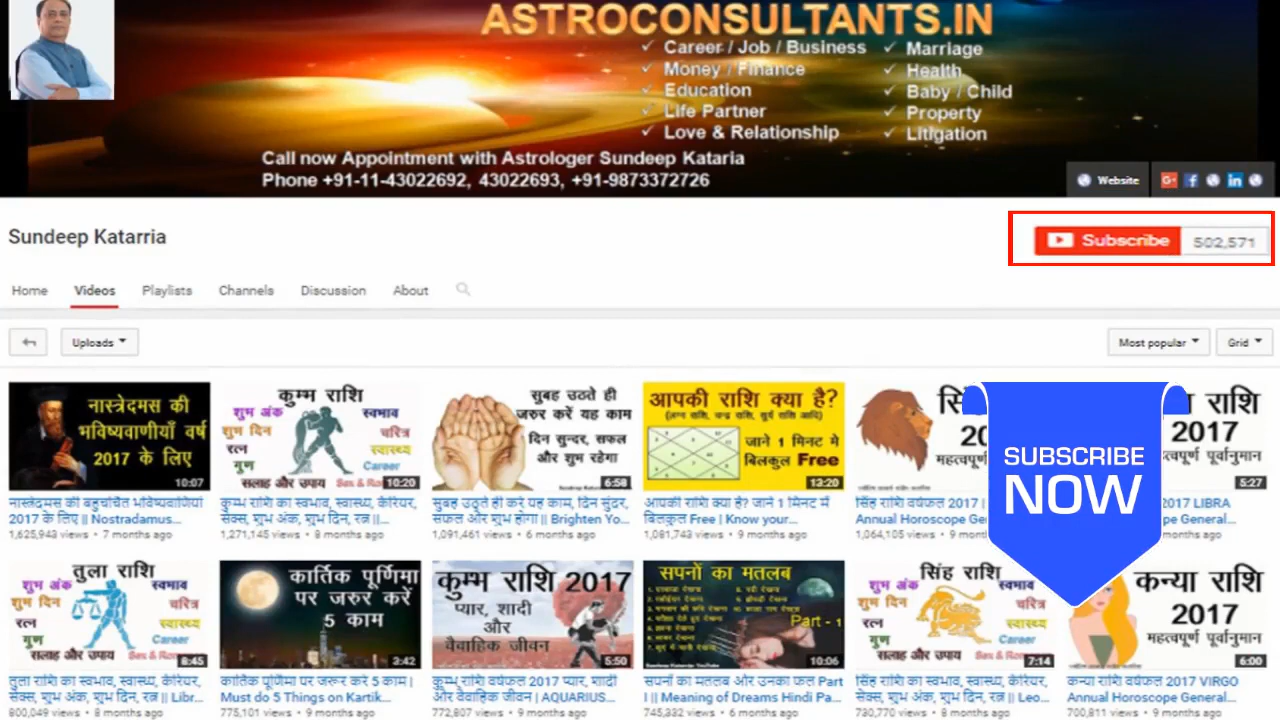 ASTROCONSULTANTS.IN
✓ Career / Job / Business ✓ Marriage
✓ Money / Finance ✓ Health
✓ Education ✓ Baby / Child
✓ Life Partner ✓ Property
✓ Love & Relationship ✓ Litigation
Call now Appointment with Astrologer Sundeep Kataria
Phone +91-11-43022692, 43022693, +91-9873372726
Website
Sundeep Katarria
Subscribe 502,571
Home Videos Playlists Channels Discussion About
Uploads Most popular Grid
नास्त्रेदमस की
भविष्यवाणीयाँ वर्ष
2017 के लिए
10:07
नास्त्रेदमस की बहुचर्चित भविष्यवाणियां
2017 के लिए || Nostradamus...
1,625,943 views • 7 months ago
कुम्भ राशि
शुभ अंक स्वभाव
शुभ दिन चरित्र
रत्न स्वास्थ्य
गुण Career
सलाह और उपाय
10:20
कुम्भ राशि का स्वभाव, स्वास्थ्य, कैरियर,
सेक्स, शुभ अंक, शुभ दिन, रत्न ||...
1,271,145 views • 8 months ago
सुबह उठते ही
जरुर करें यह काम
दिन सुन्दर, सफल
और शुभ रहेगा
6:58
सुबह उठते ही करे यह काम, दिन सुंदर,
सफल और शुभ होगा || Brighten Yo...
1,091,461 views • 6 months ago
आपकी राशि क्या है?
(लग्न राशि, चन्द्र राशि, सुर्य राशि आदि)
जाने 1 मिनट मे
बिलकुल Free
13:20
आपकी राशि क्या है? जाने 1 मिनट में
बिलकुल Free | Know your...
1,081,743 views • 9 months ago
सिं
20
महत्वपूर्ण
सिंह राशि वर्षफल 2017 |
Annual Horoscope Ge
1,064,105 views • 9 mont
राशि
2017
त्वपूर्ण पूर्वानुमान
5:27
2017 LIBRA
pe General...
months ago
SUBSCRIBE
NOW
तुला राशि
शुभ अंक स्वभाव
शुभ दिन चरित्र
रत्न स्वास्थ्य
गुण Career
सलाह और उपाय
8:45
तुला राशि का स्वभाव, स्वास्थ्य, कैरियर,
सेक्स, शुभ अंक, शुभ दिन, रत्न || Libr...
800,049 views • 8 months ago
कार्तिक पूर्णिमा
पर जरुर करें
5 काम
3:42
कार्तिक पूर्णिमा पर जरूर करे 5 काम |
Must do 5 Things on Kartik...
775,101 views • 9 months ago
कुम्भ राशि 2017
प्यार, शादी
और
वैवाहिक जीवन
5:50
कुम्भ राशि वर्षफल 2017 प्यार, शादी
और वैवाहिक जीवन | AQUARIUS...
772,807 views • 9 months ago
सपनों का मतलब
Part - 1
10:06
सपनों का मतलब और उनका फल Part
I || Meaning of Dreams Hindi Pa...
745,332 views • 6 months ago
सिंह राशि
शुभ अंक स्वभाव
शुभ दिन चरित्र
रत्न स्वास्थ्य
गुण Career
सलाह और उपाय
7:14
सिंह राशि का स्वभाव, स्वास्थ्य, कैरियर,
सेक्स, शुभ अंक, शुभ दिन, रत्न || Leo...
730,770 views • 8 months ago
कन्या राशि
2017
महत्वपूर्ण पूर्वानुमान
6:00
कन्या राशि वर्षफल 2017 VIRGO
Annual Horoscope General...
700,811 views • 9 months ago